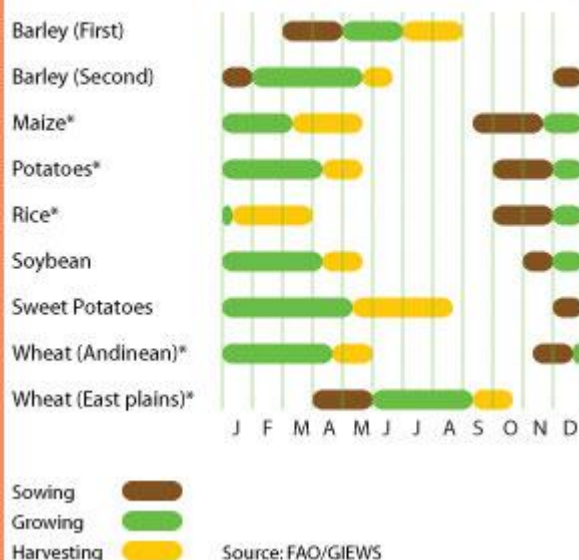 Barley (First)
Barley (Second)
Maize*
Potatoes*
Rice*
Soybean
Sweet Potatoes
Wheat (Andinean)*
Wheat (East plains)*
J F M A M J J A S O N D
Sowing
Growing
Harvesting
Source: FAO/GIEWS